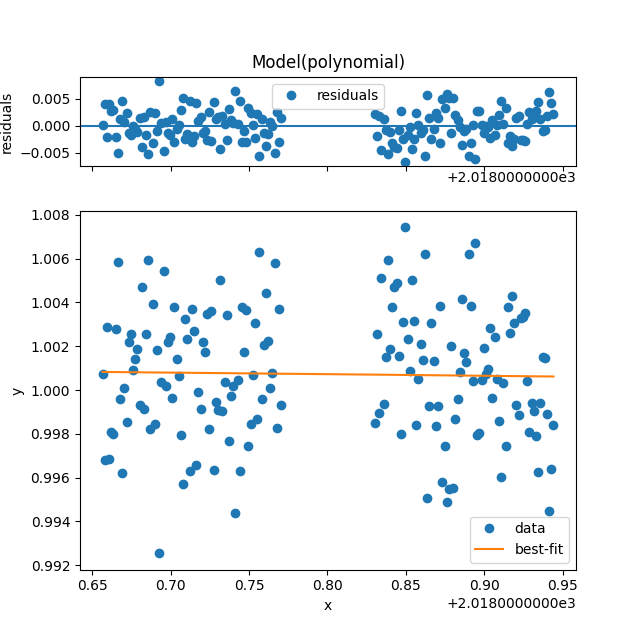 Model(polynomial)
residuals
0.005
0.000
−0.005
residuals
+2.0180000000e3
y
1.008
1.006
1.004
1.002
1.000
0.998
0.996
0.994
0.992
data
best-fit
0.65 0.70 0.75 0.80 0.85 0.90 0.95
x
+2.0180000000e3